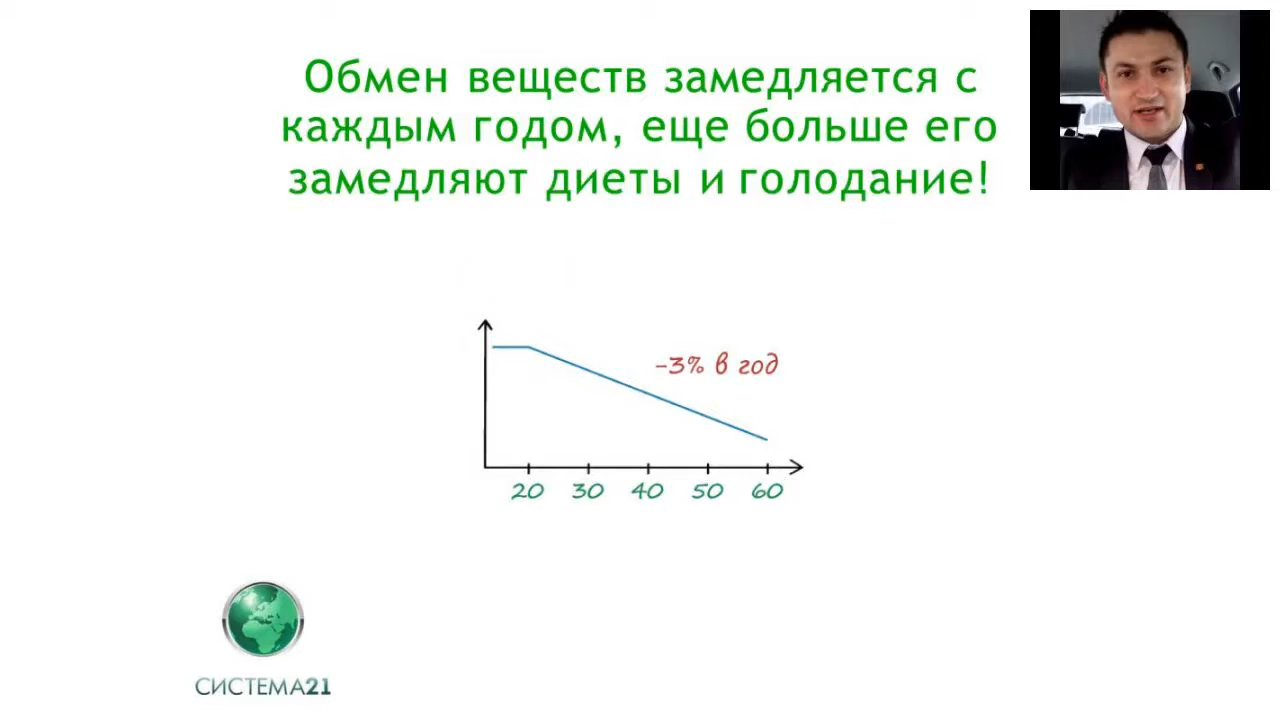 Обмен веществ замедляется с
каждым годом, еще больше его
замедляют диеты и голодание!
-3% в год
20 30 40 50 60
СИСТЕМА21